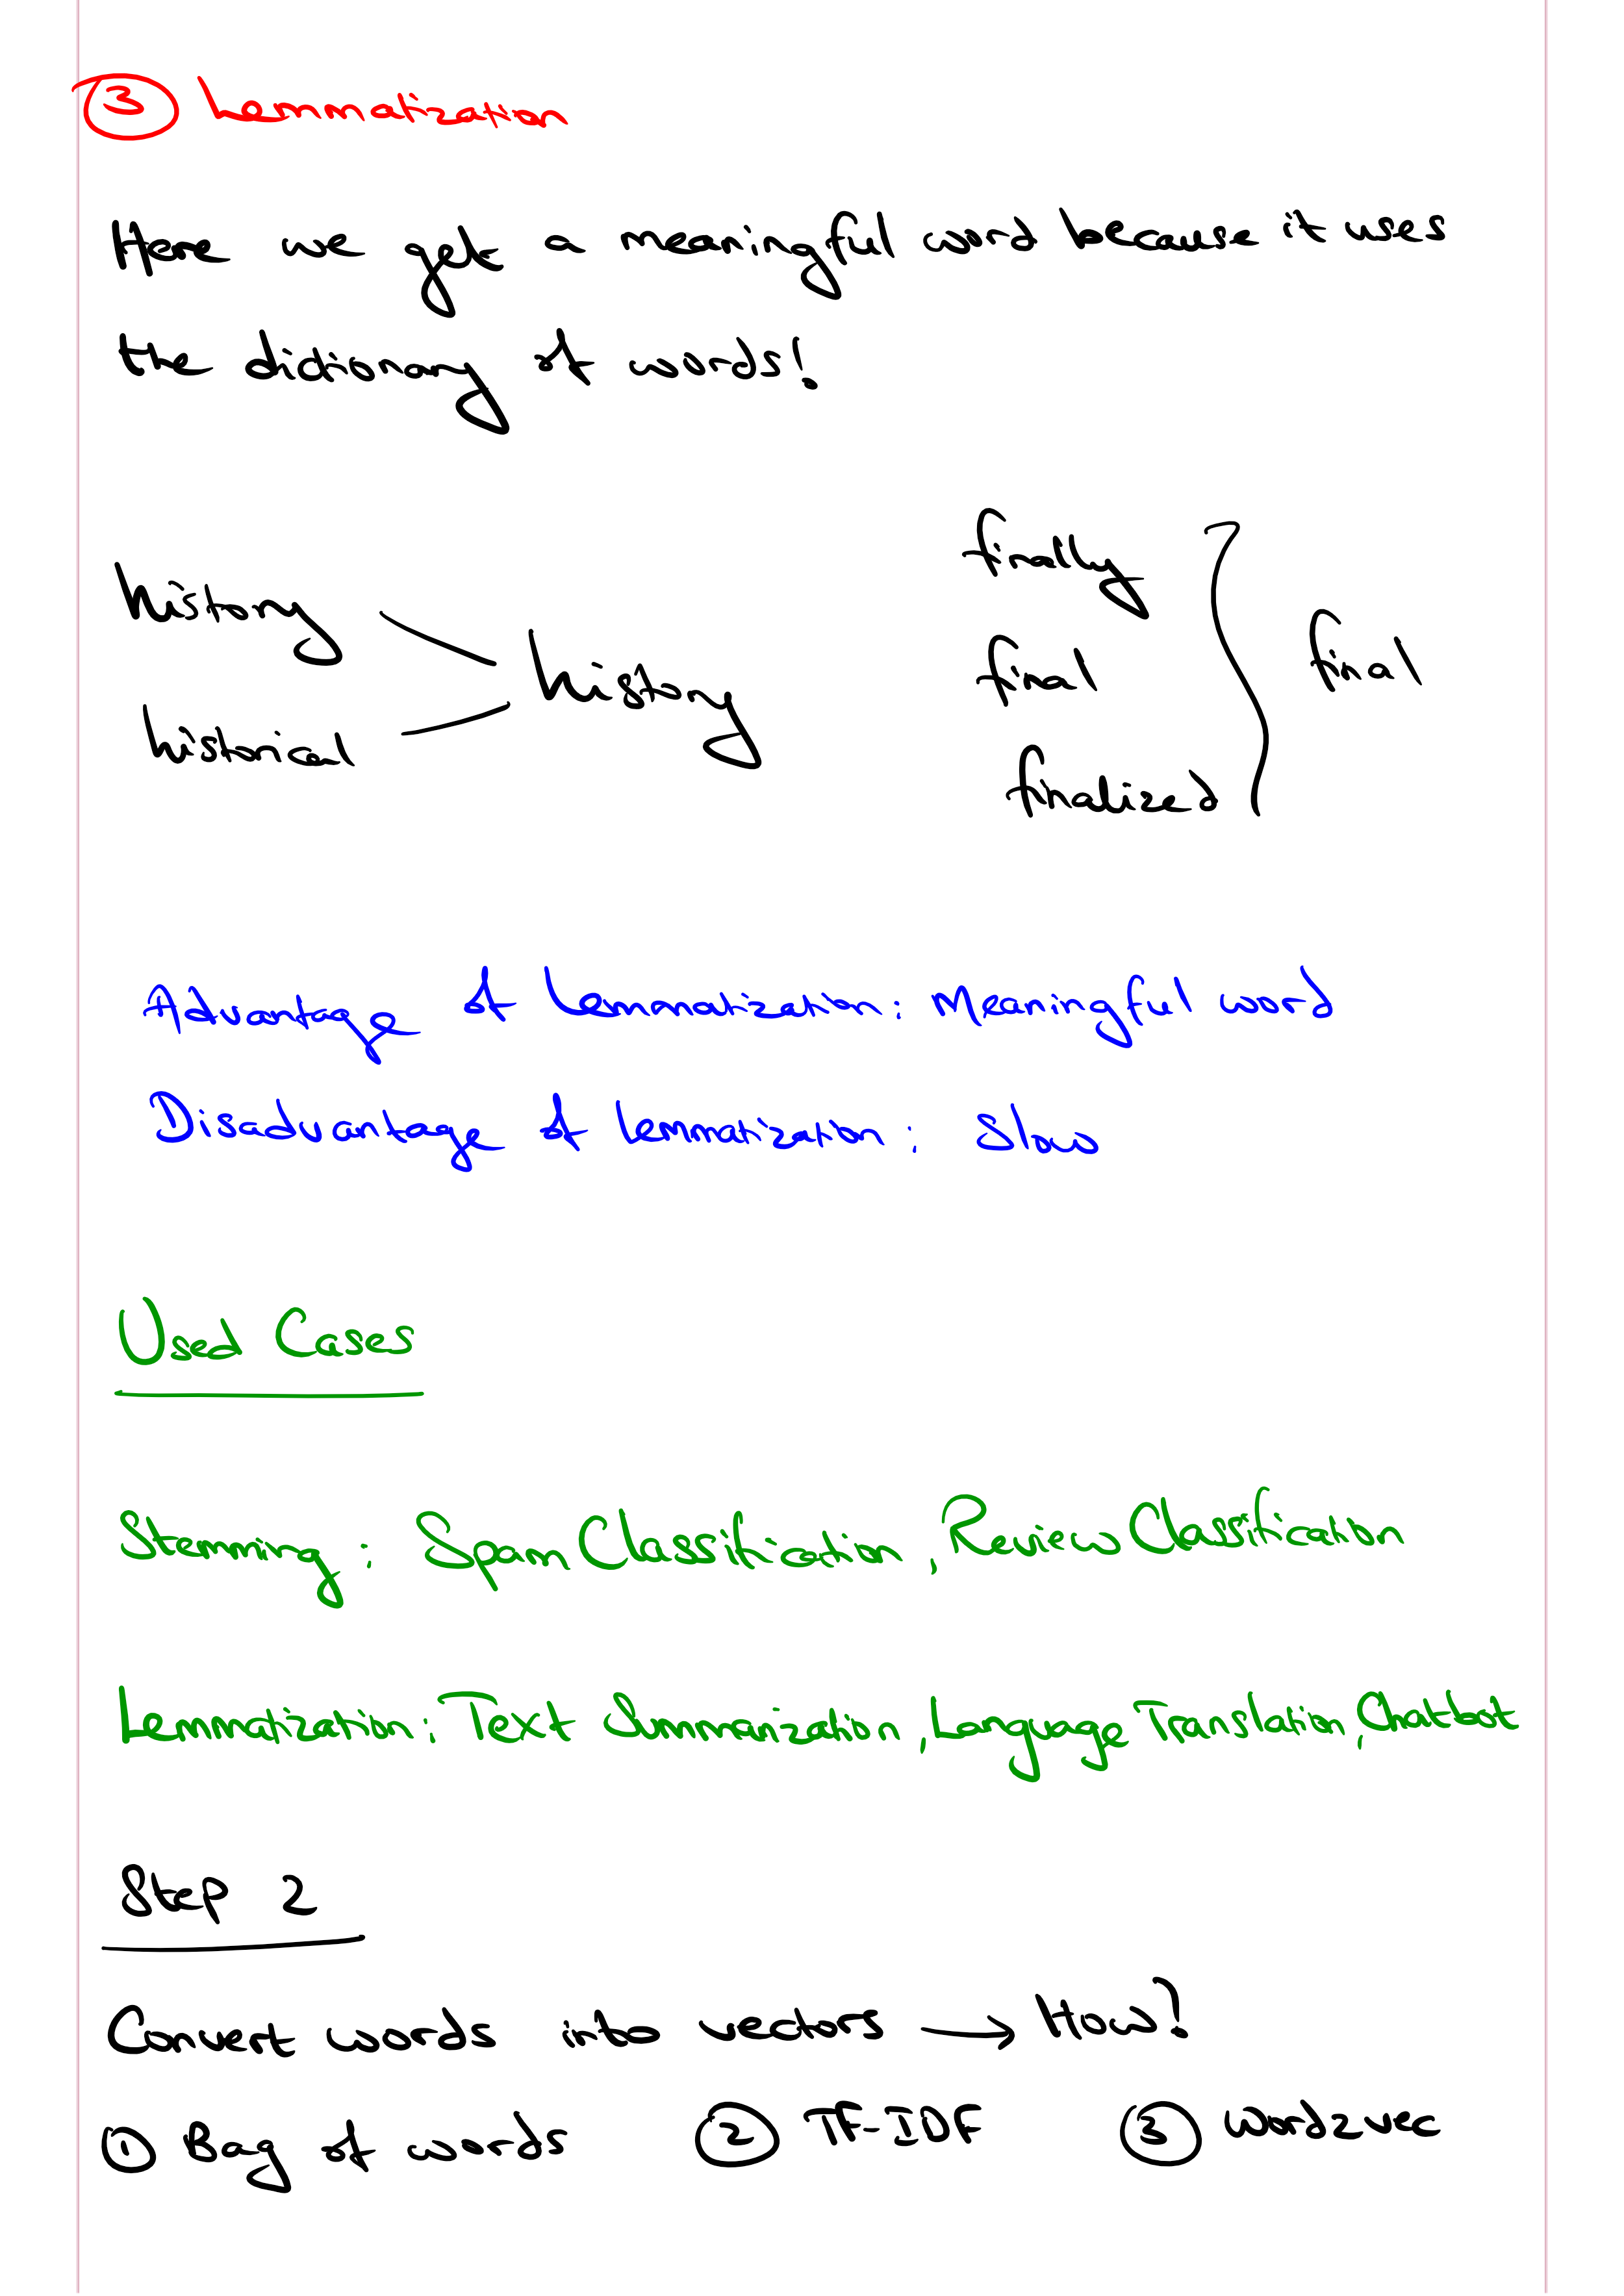 ③ Lemmatization
Here we get a meaningful word because it uses
the dictionary of words!
history
historical
history
finally
final
finalized
final
Advantage of Lemmatization: Meaningful word
Disadvantage of Lemmatization: Slow
Used Cases
Stemming: Spam Classification, Review Classification
Lemmatization: Text Summarization, Language Translation, Chatbot
Step 2
Convert words into vectors → How?
① Bag of words ② TF-IDF ③ Word2vec